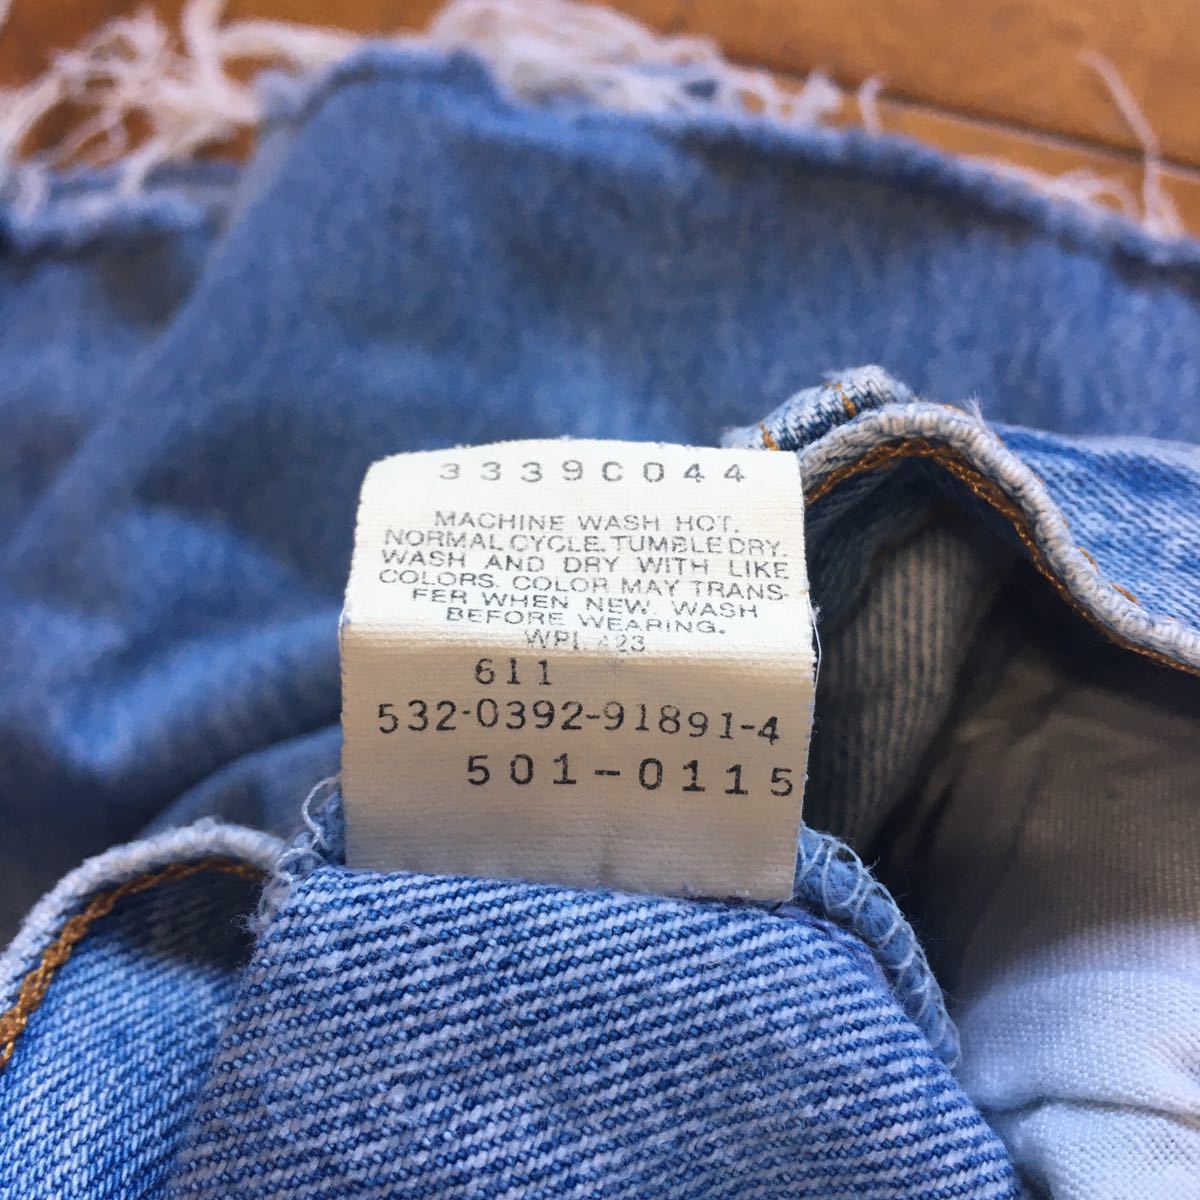 3339C044
MACHINE WASH HOT.
NORMAL CYCLE. TUMBLE DRY.
WASH AND DRY WITH LIKE
COLORS. COLOR MAY TRANS-
FER WHEN NEW. WASH
BEFORE WEARING.
WPL 423
611
532-0392-91891-4
501-0115